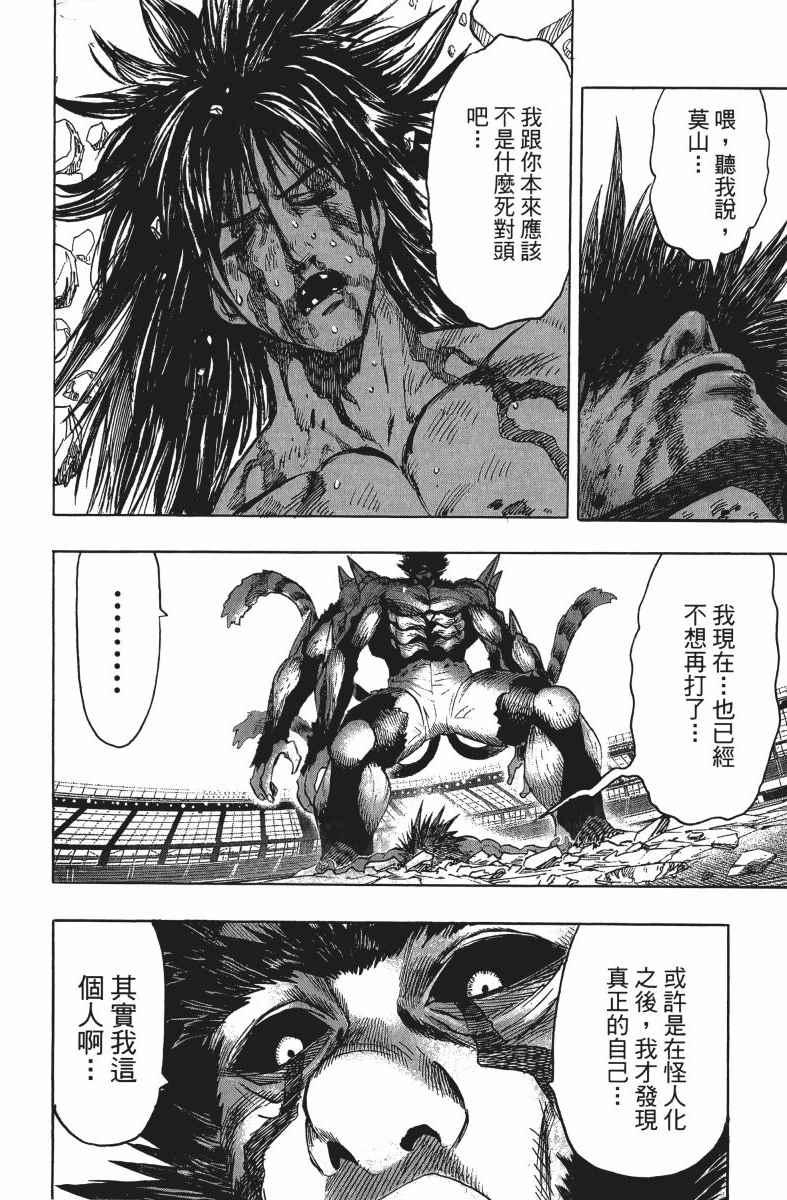 喂，聽我說，
莫山…
我跟你本來應該
不是什麼死對頭
吧…
我現在…也已經
不想再打了…
………
或許是在怪人化
之後，我才發現
真正的自己…
其實我這
個人啊…